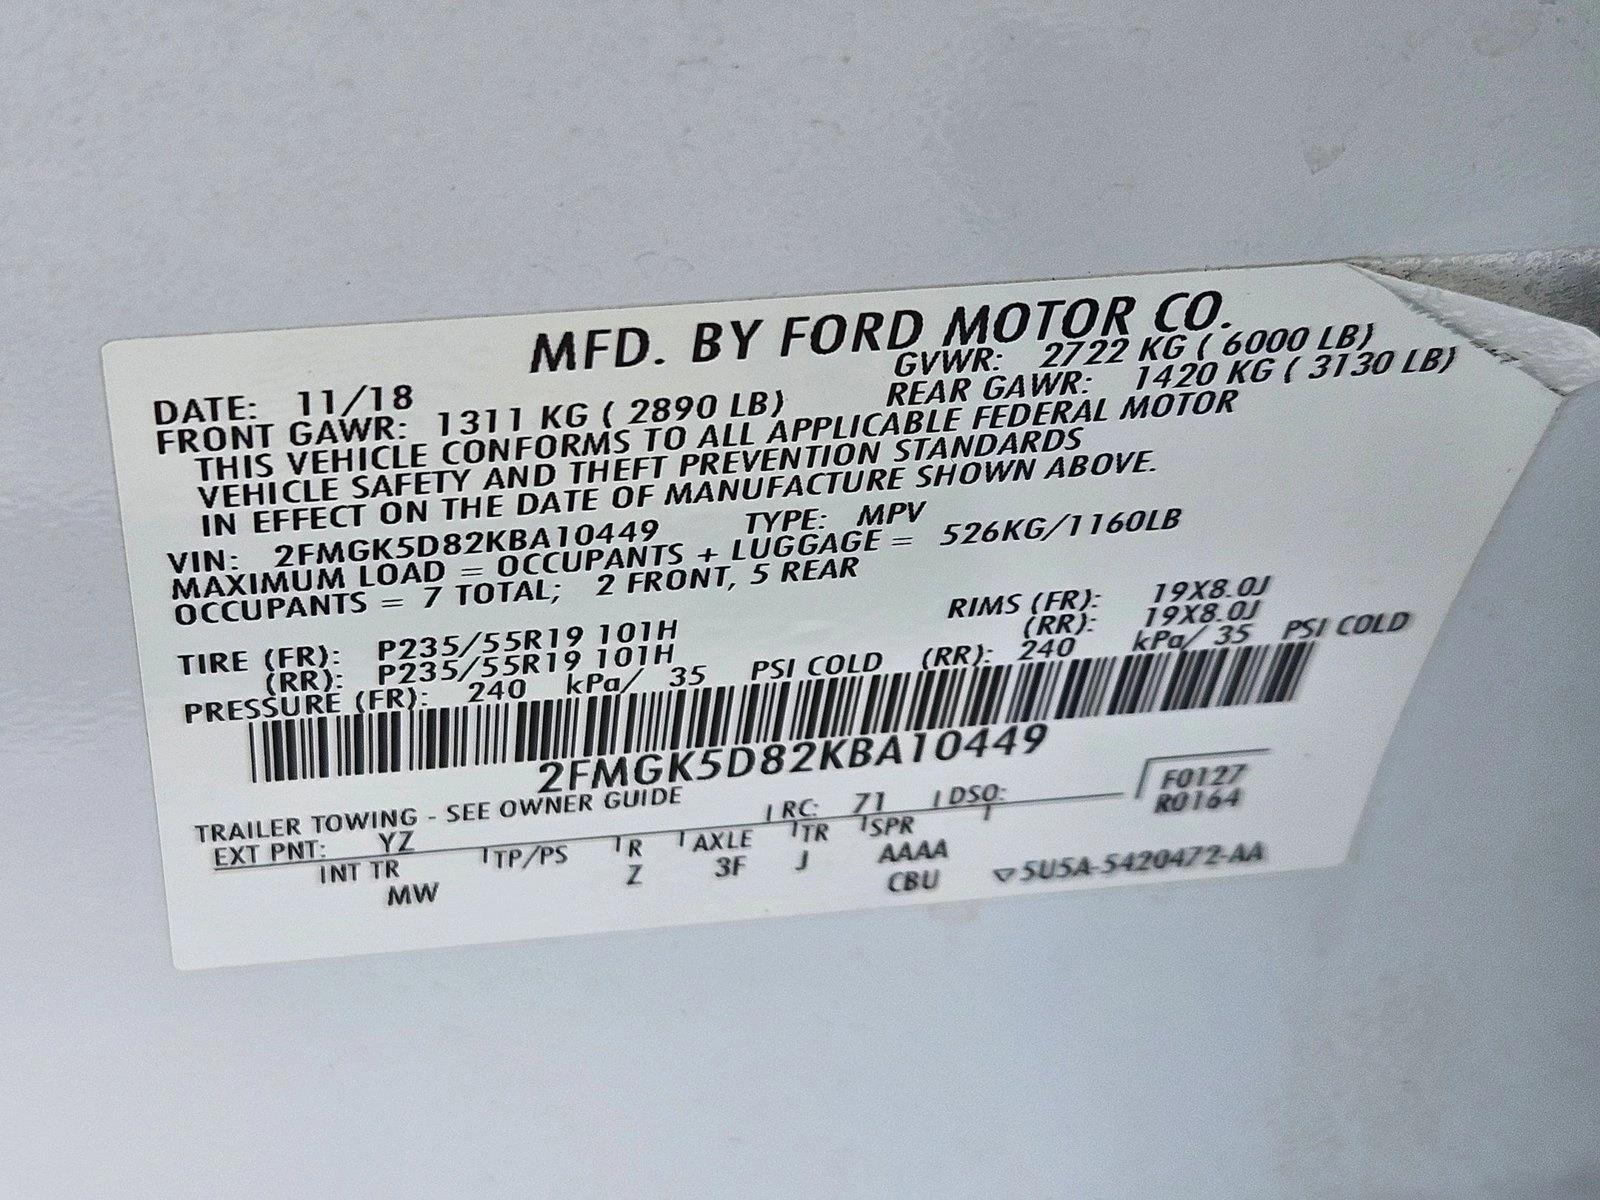 MFD. BY FORD MOTOR CO.
DATE: 11/18 GVWR: 2722 KG ( 6000 LB)
FRONT GAWR: 1311 KG ( 2890 LB) REAR GAWR: 1420 KG ( 3130 LB)
THIS VEHICLE CONFORMS TO ALL APPLICABLE FEDERAL MOTOR
VEHICLE SAFETY AND THEFT PREVENTION STANDARDS
IN EFFECT ON THE DATE OF MANUFACTURE SHOWN ABOVE.
VIN: 2FMGK5D82KBA10449 TYPE: MPV
MAXIMUM LOAD = OCCUPANTS + LUGGAGE = 526KG/1160LB
OCCUPANTS = 7 TOTAL; 2 FRONT, 5 REAR
TIRE (FR): P235/55R19 101H RIMS (FR): 19X8.0J
(RR): P235/55R19 101H (RR): 19X8.0J
PRESSURE (FR): 240 kPa/ 35 PSI COLD (RR): 240 kPa/ 35 PSI COLD
2FMGK5D82KBA10449
TRAILER TOWING - SEE OWNER GUIDE
F0127
EXT PNT: YZ RC: 71 DSO: R0164
INT TR TP/PS R AXLE TR SPR
MW Z 3F J AAAA
CBU ▽5U5A-5420472-AA